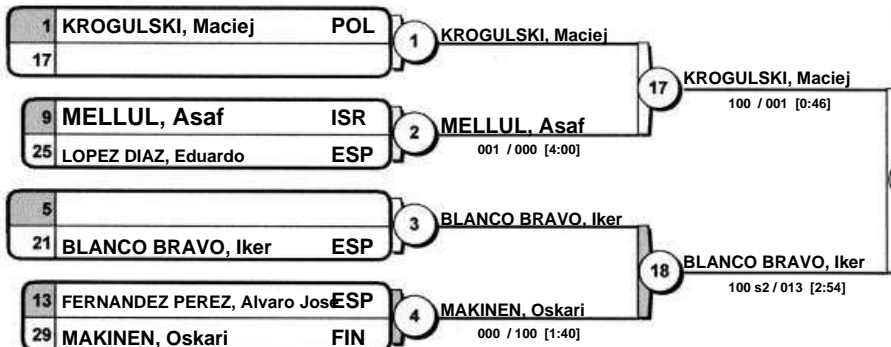 1 KROGULSKI, Maciej POL
17
9 MELLUL, Asaf ISR
25 LOPEZ DIAZ, Eduardo ESP
5
21 BLANCO BRAVO, Iker ESP
13 FERNANDEZ PEREZ, Alvaro José ESP
29 MAKINEN, Oskari FIN
1
KROGULSKI, Maciej
2
MELLUL, Asaf
001 / 000 [4:00]
3
BLANCO BRAVO, Iker
4
MAKINEN, Oskari
000 / 100 [1:40]
17
KROGULSKI, Maciej
100 / 001 [0:46]
18
BLANCO BRAVO, Iker
100 s2 / 013 [2:54]